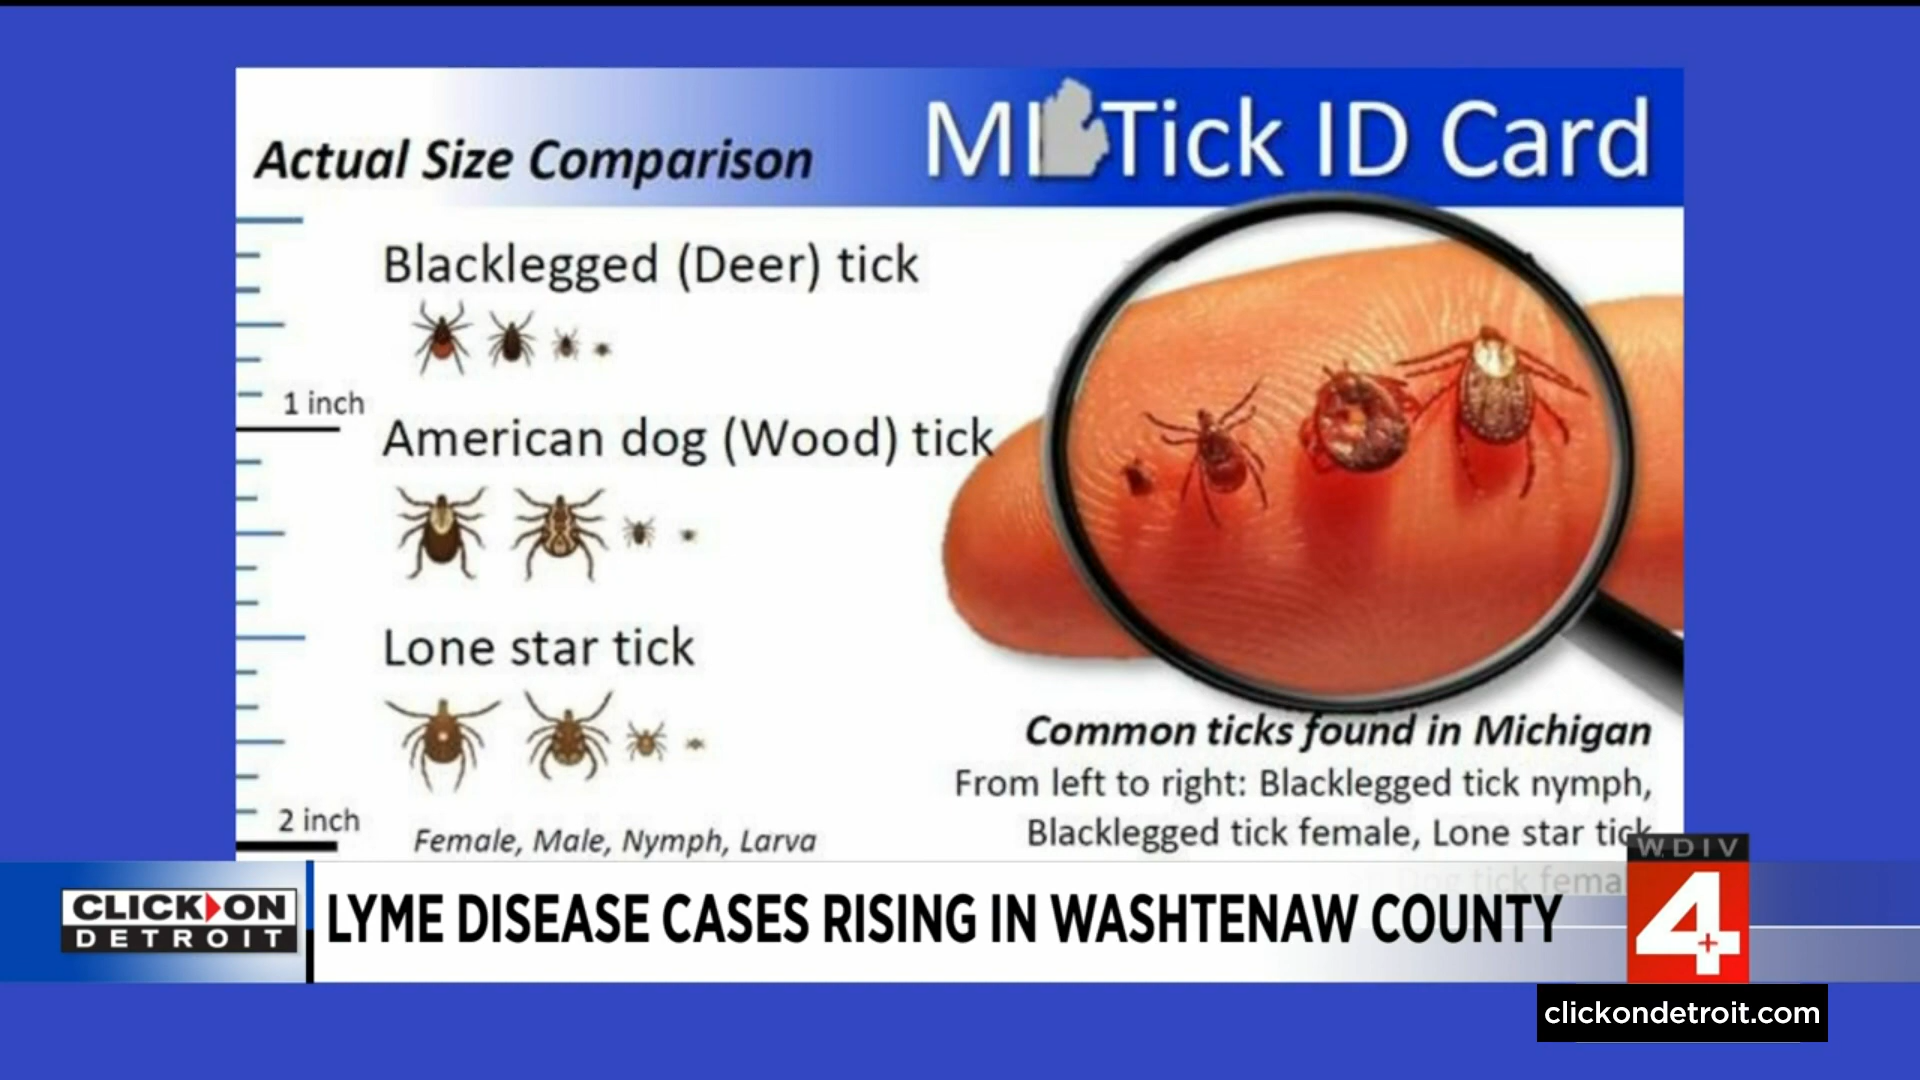 Actual Size Comparison
MI Tick ID Card
Blacklegged (Deer) tick
1 inch
American dog (Wood) tick
Lone star tick
2 inch
Female, Male, Nymph, Larva
Common ticks found in Michigan
From left to right: Blacklegged tick nymph,
Blacklegged tick female, Lone star tick
Dog tick
CLICK ON
DETROIT
LYME DISEASE CASES RISING IN WASHTENAW COUNTY
WDIV
4+
clickondetroit.com